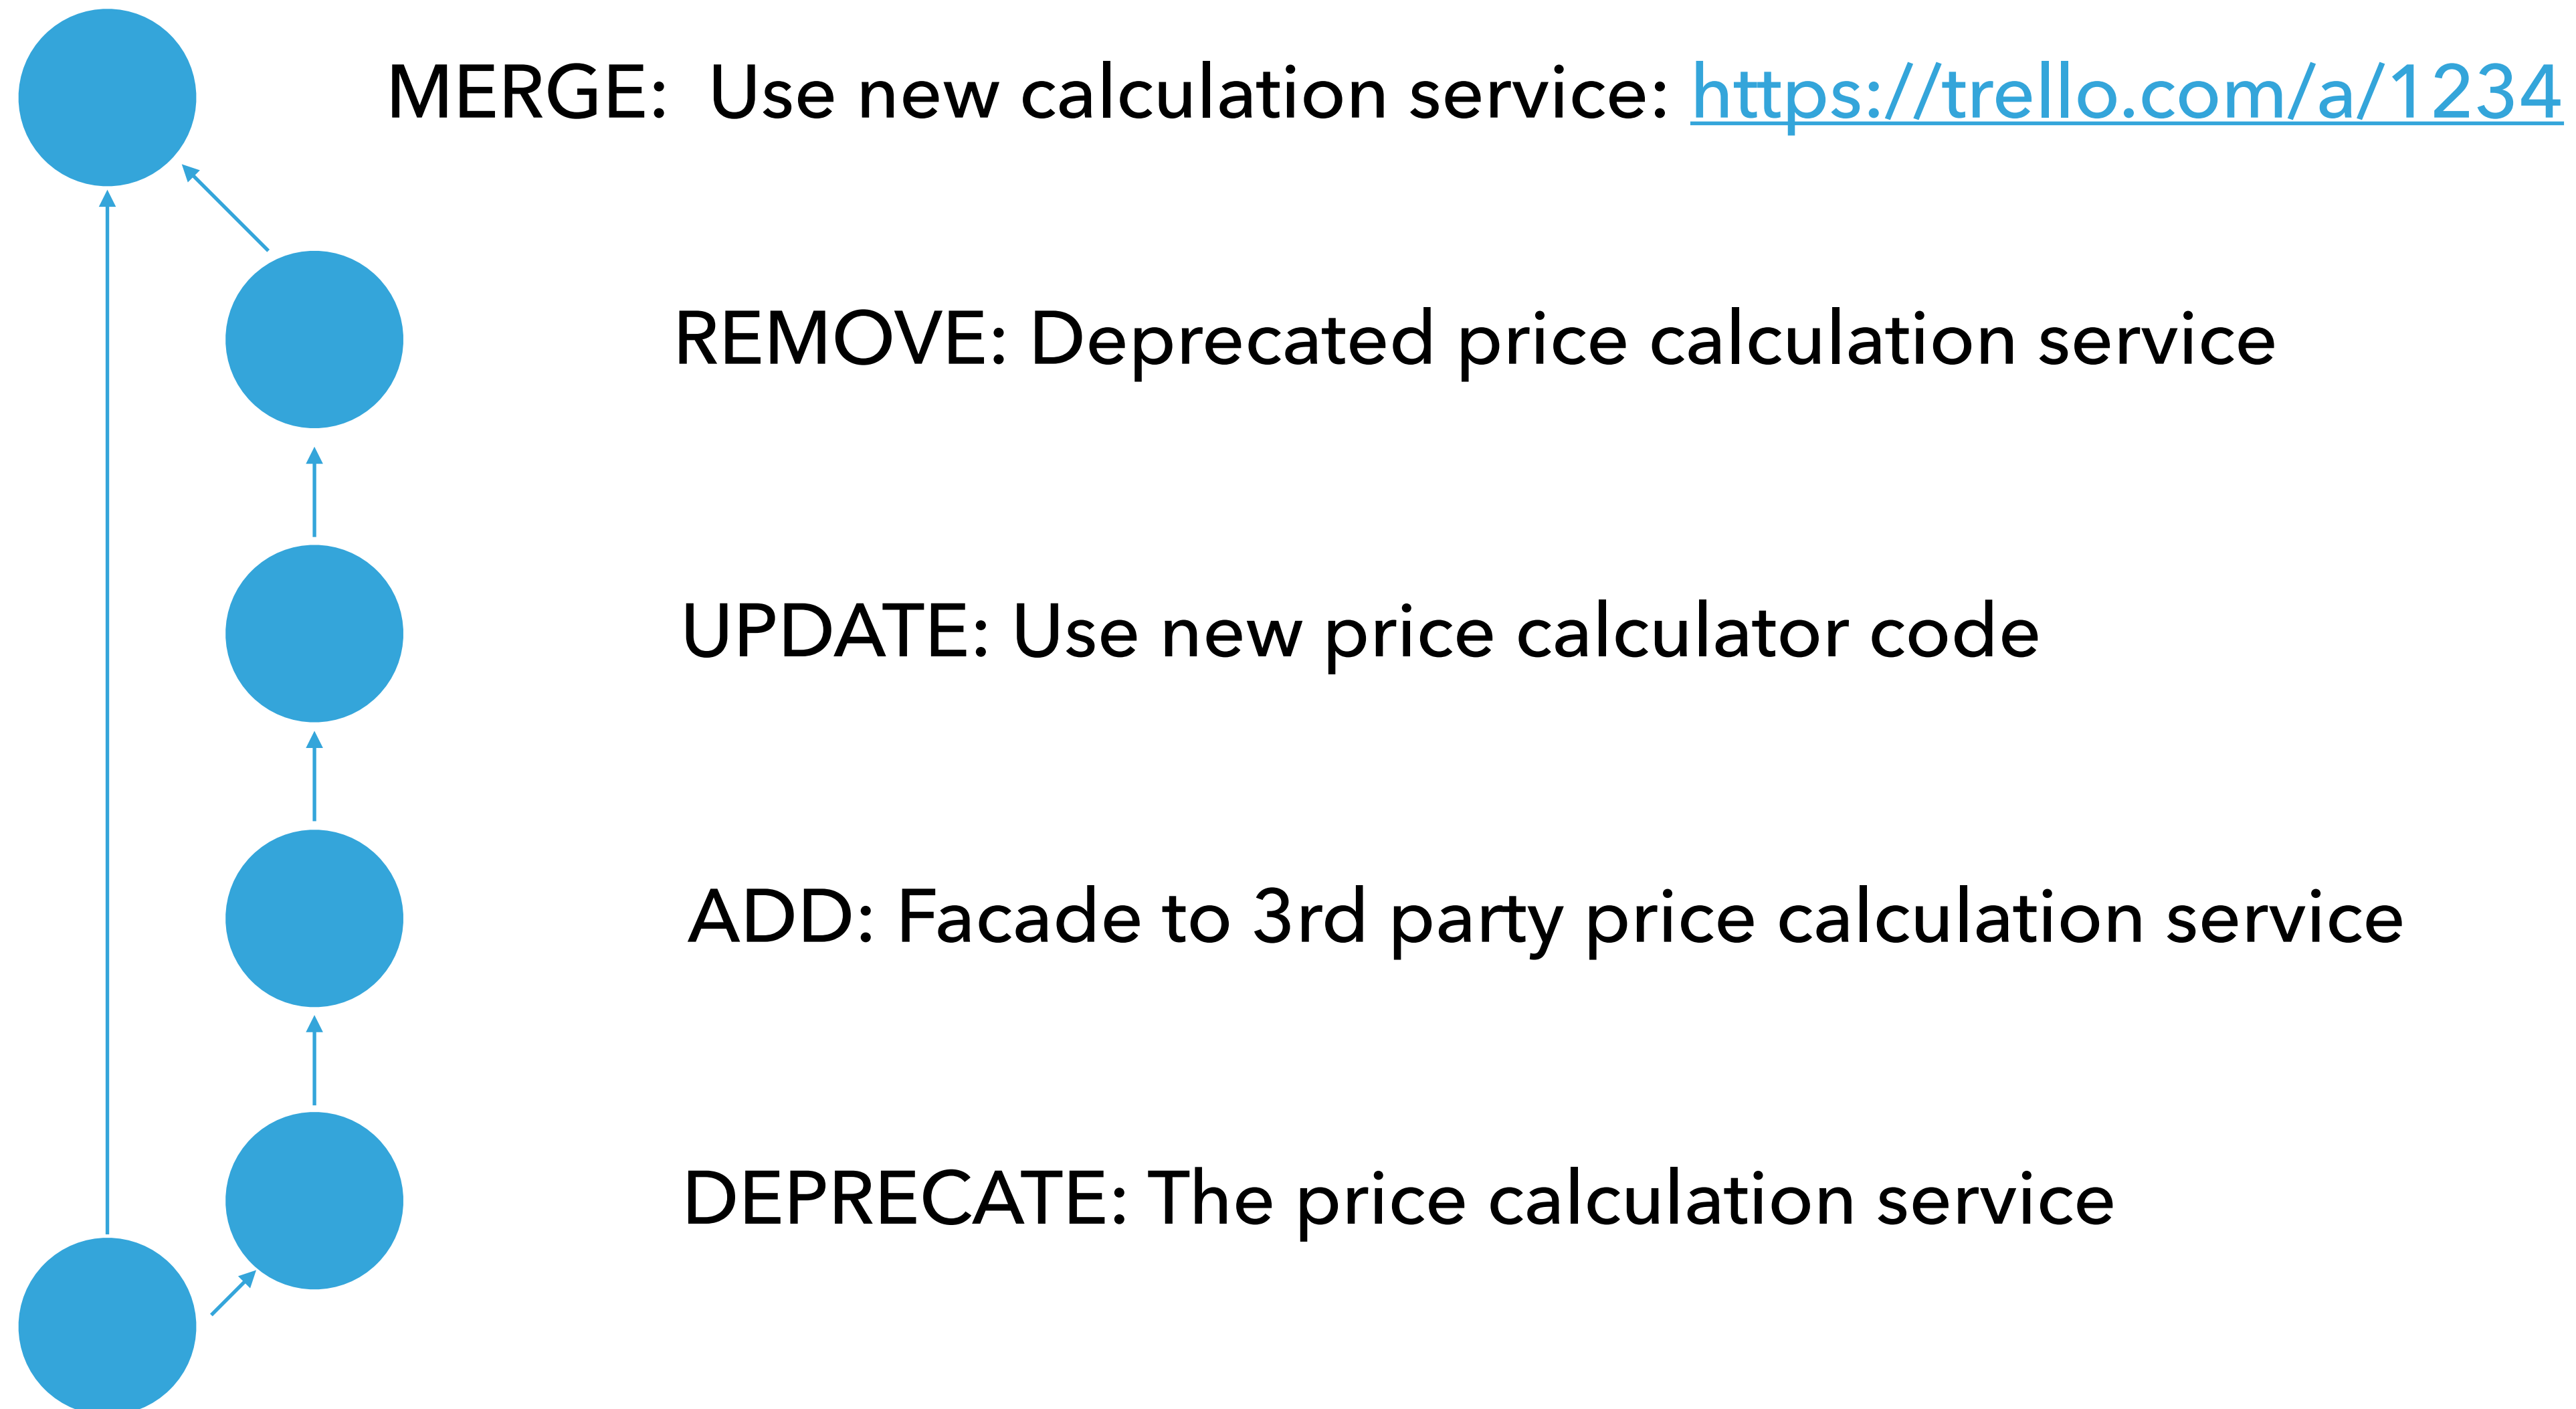 MERGE:  Use new calculation service: https://trello.com/a/1234
REMOVE: Deprecated price calculation service
UPDATE: Use new price calculator code
ADD: Facade to 3rd party price calculation service
DEPRECATE: The price calculation service